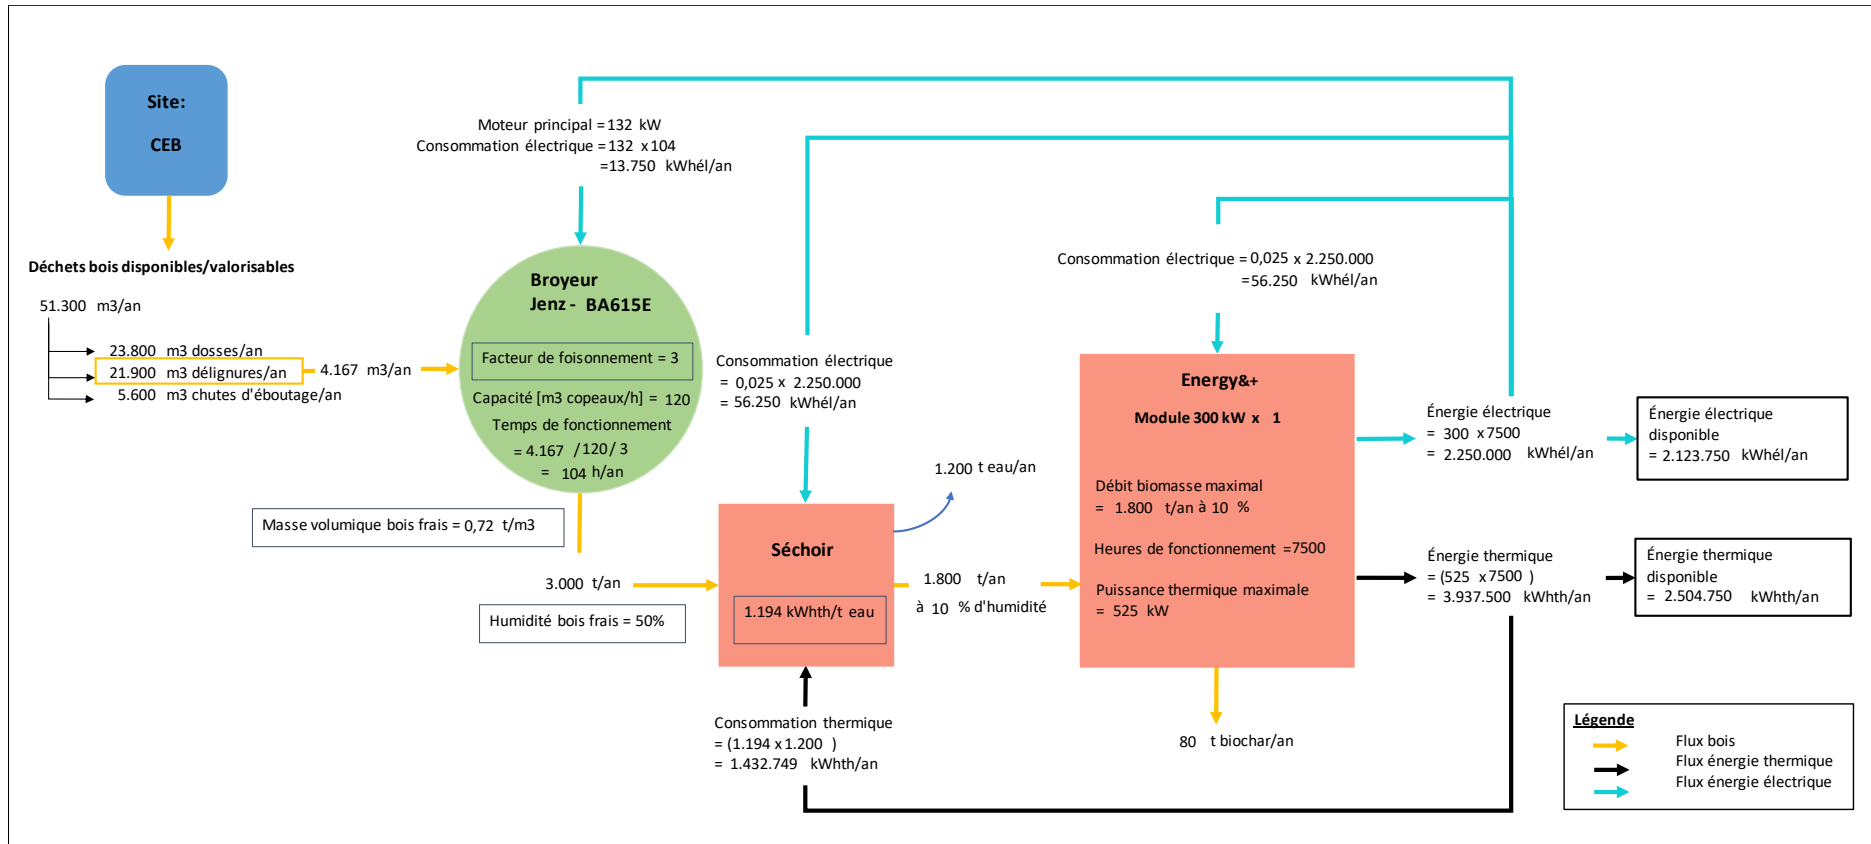 Site:
CEB
Déchets bois disponibles/valorisables
51.300 m3/an
23.800 m3 dosses/an
21.900 m3 délignures/an
5.600 m3 chutes d'éboutage/an
4.167 m3/an
Moteur principal = 132 kW
Consommation électrique = 132 x 104
= 13.750 kWhél/an
Broyeur
Jenz - BA615E
Facteur de foisonnement = 3
Capacité [m3 copeaux/h] = 120
Temps de fonctionnement
= 4.167 / 120 / 3
= 104 h/an
Masse volumique bois frais = 0,72 t/m3
3.000 t/an
Humidité bois frais = 50%
Consommation électrique
= 0,025 x 2.250.000
= 56.250 kWhél/an
1.200 t eau/an
Séchoir
1.194 kWhth/t eau
1.800 t/an
à 10 % d'humidité
Consommation thermique
= (1.194 x 1.200 )
= 1.432.749 kWhth/an
Consommation électrique = 0,025 x 2.250.000
= 56.250 kWhél/an
Energy&+
Module 300 kW x 1
Débit biomasse maximal
= 1.800 t/an à 10 %
Heures de fonctionnement = 7500
Puissance thermique maximale
= 525 kW
80 t biochar/an
Énergie électrique
= 300 x 7500
= 2.250.000 kWhél/an
Énergie électrique
disponible
= 2.123.750 kWhél/an
Énergie thermique
= (525 x 7500 )
= 3.937.500 kWhth/an
Énergie thermique
disponible
= 2.504.750 kWhth/an
Légende
Flux bois
Flux énergie thermique
Flux énergie électrique